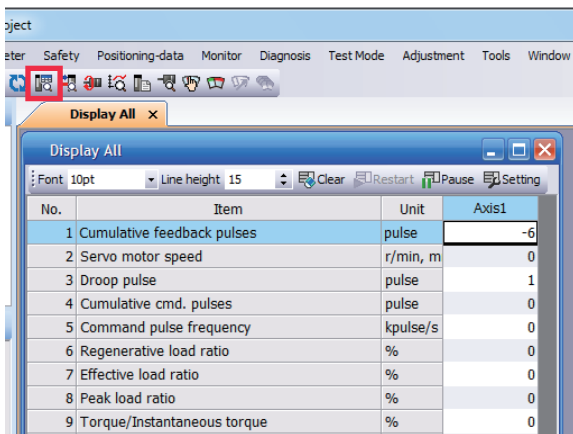 oject
eter Safety Positioning-data Monitor Diagnosis Test Mode Adjustment Tools Window
Display All
Display All
Font 10pt Line height 15 Clear Restart Pause Setting
No. Item Unit Axis1
1 Cumulative feedback pulses pulse -6
2 Servo motor speed r/min, m 0
3 Droop pulse pulse 1
4 Cumulative cmd. pulses pulse 0
5 Command pulse frequency kpulse/s 0
6 Regenerative load ratio % 0
7 Effective load ratio % 0
8 Peak load ratio % 0
9 Torque/Instantaneous torque % 0